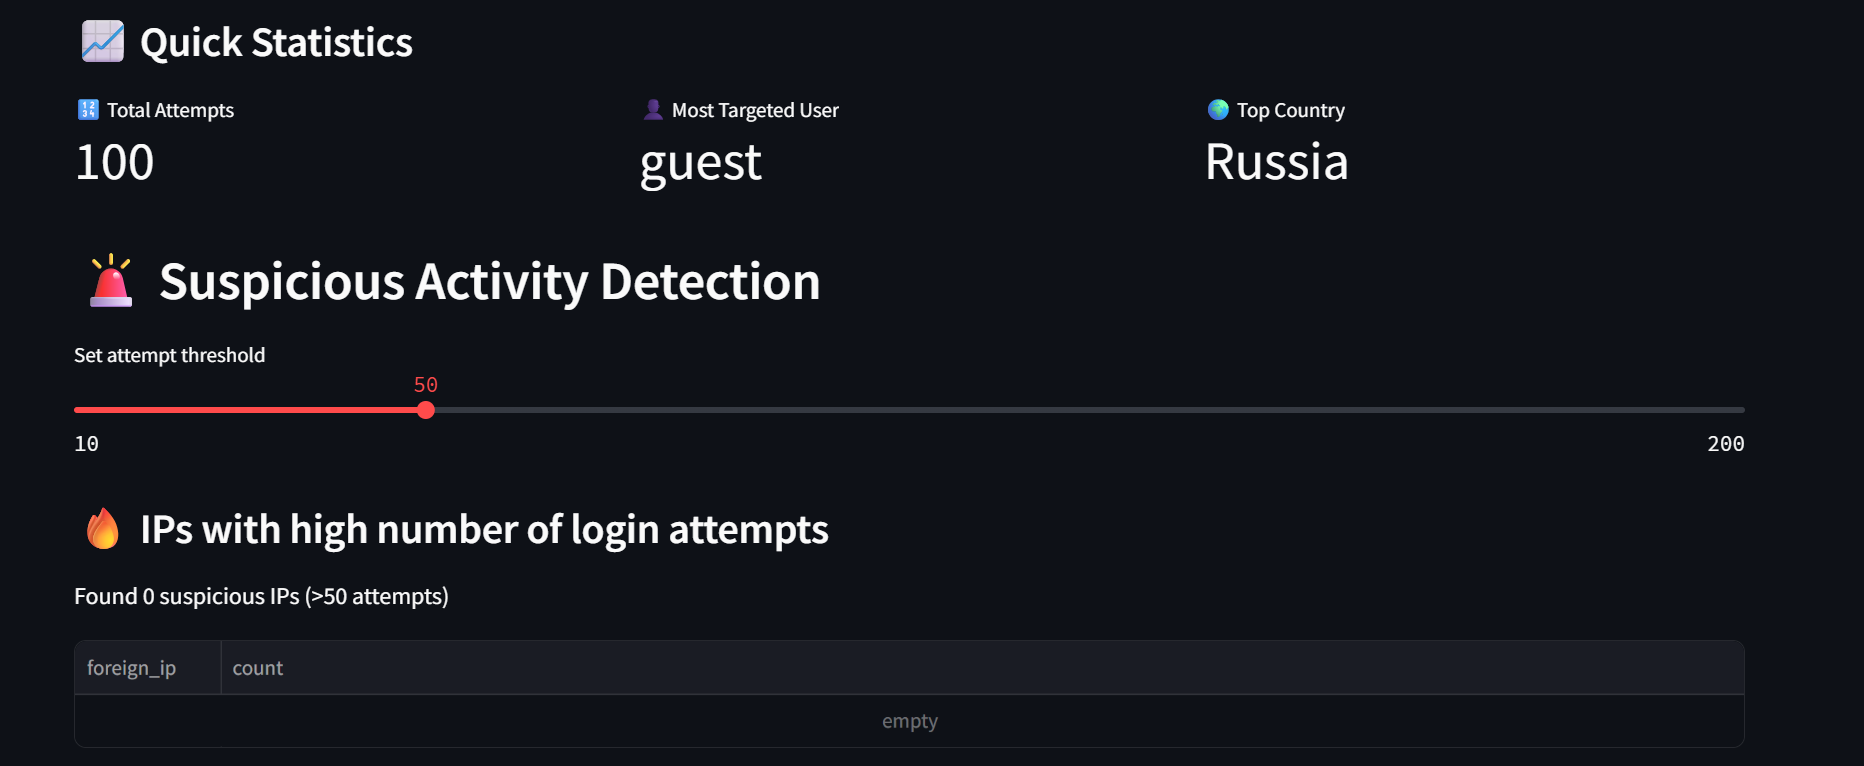 Quick Statistics
Total Attempts
Most Targeted User
Top Country
100
guest
Russia
Suspicious Activity Detection
Set attempt threshold
50
10
200
IPs with high number of login attempts
Found 0 suspicious IPs (>50 attempts)
foreign_ip
count
empty